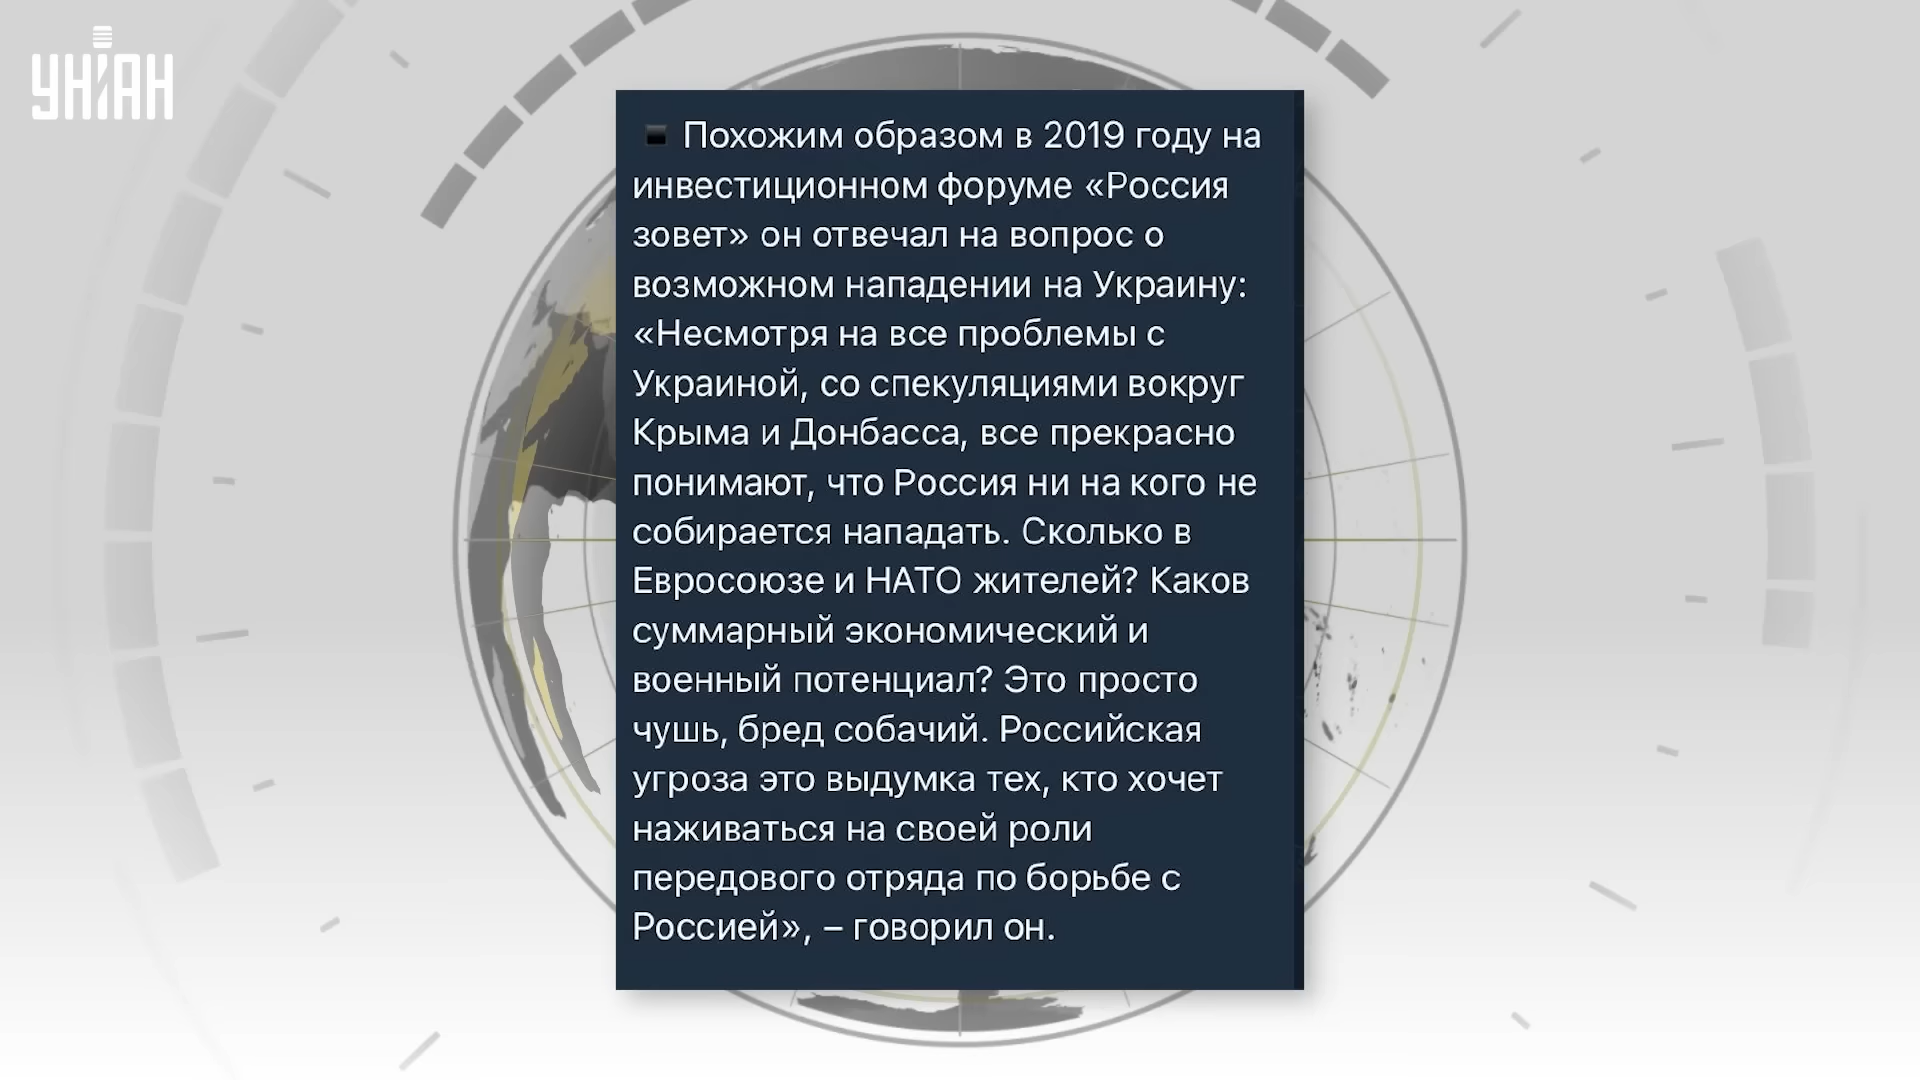 УНІАН
Похожим образом в 2019 году на
инвестиционном форуме «Россия
зовет» он отвечал на вопрос о
возможном нападении на Украину:
«Несмотря на все проблемы с
Украиной, со спекуляциями вокруг
Крыма и Донбасса, все прекрасно
понимают, что Россия ни на кого не
собирается нападать. Сколько в
Евросоюзе и НАТО жителей? Каков
суммарный экономический и
военный потенциал? Это просто
чушь, бред собачий. Российская
угроза это выдумка тех, кто хочет
наживаться на своей роли
передового отряда по борьбе с
Россией», – говорил он.